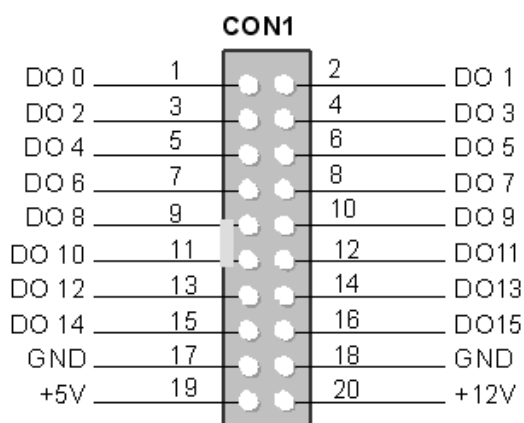 CON1
DO 0 1 2 DO 1
DO 2 3 4 DO 3
DO 4 5 6 DO 5
DO 6 7 8 DO 7
DO 8 9 10 DO 9
DO 10 11 12 DO11
DO 12 13 14 DO13
DO 14 15 16 DO15
GND 17 18 GND
+5V 19 20 +12V